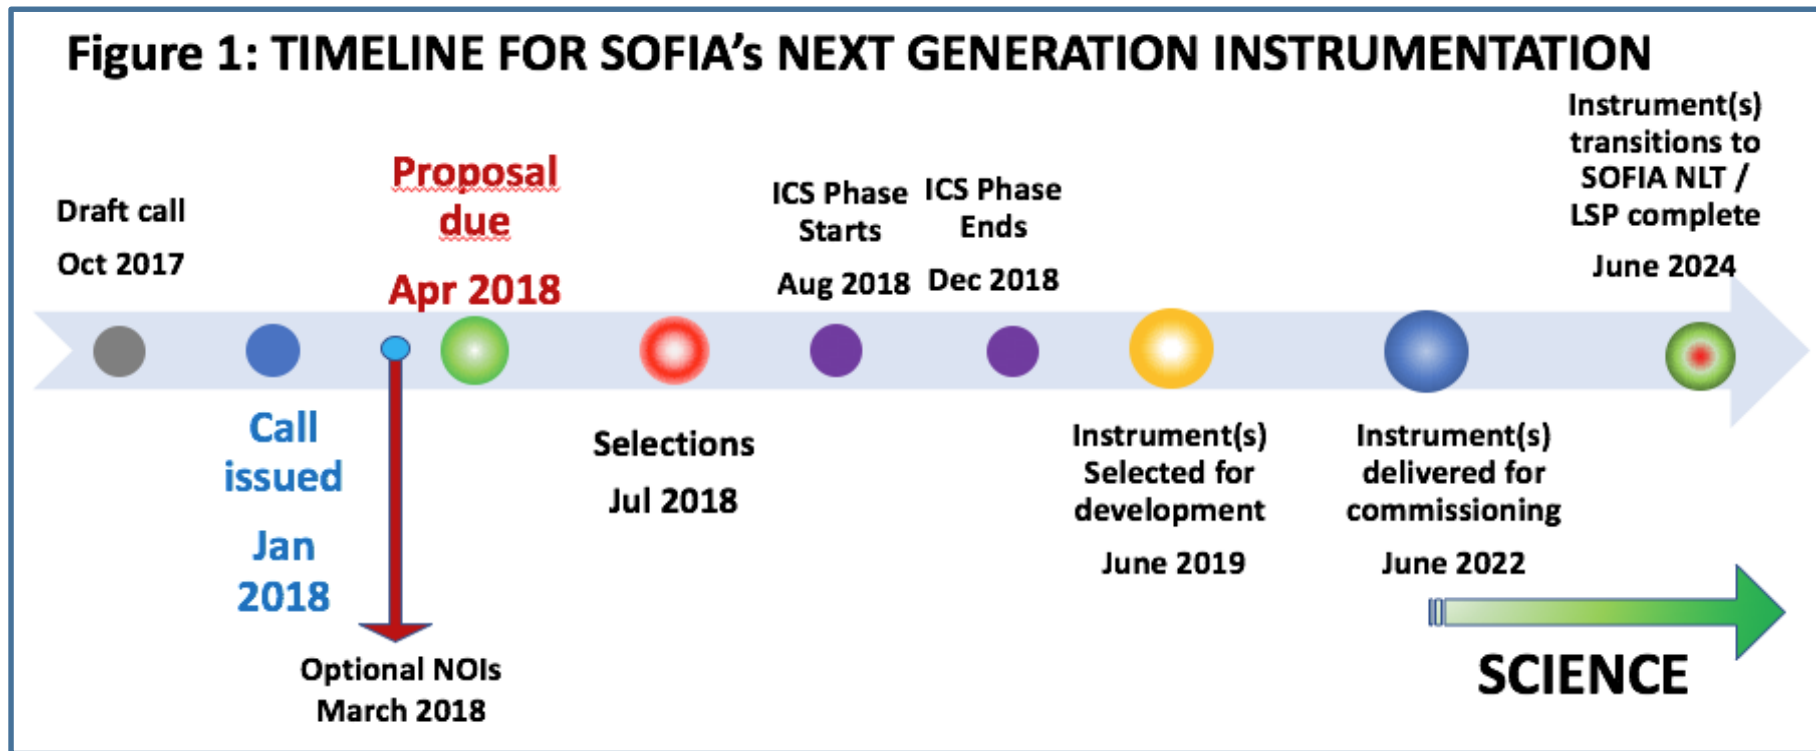 Figure 1: TIMELINE FOR SOFIA's NEXT GENERATION INSTRUMENTATION
Draft call
Oct 2017
Call
issued
Jan
2018
Optional NOIs
March 2018
Proposal
due
Apr 2018
Selections
Jul 2018
ICS Phase
Starts
Aug 2018
ICS Phase
Ends
Dec 2018
Instrument(s)
Selected for
development
June 2019
Instrument(s)
delivered for
commissioning
June 2022
Instrument(s)
transitions to
SOFIA NLT /
LSP complete
June 2024
SCIENCE